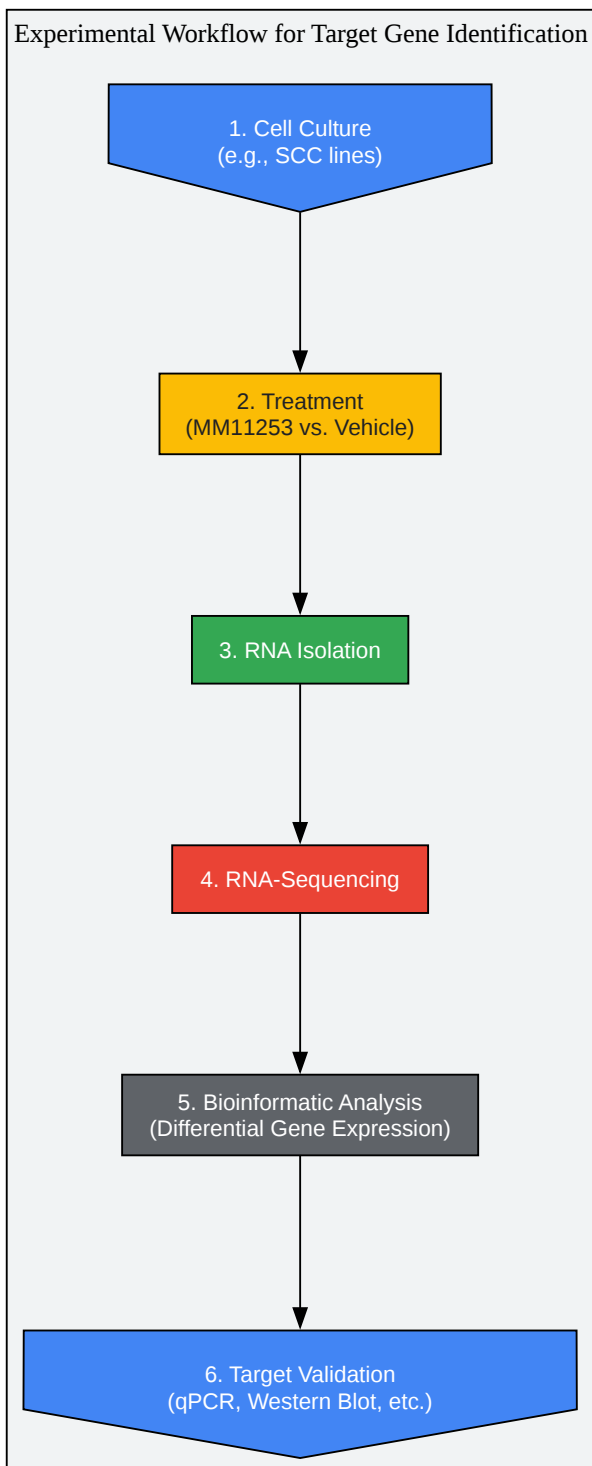 Experimental Workflow for Target Gene Identification
1. Cell Culture
(e.g., SCC lines)
2. Treatment
(MM11253 vs. Vehicle)
3. RNA Isolation
4. RNA-Sequencing
5. Bioinformatic Analysis
(Differential Gene Expression)
6. Target Validation
(qPCR, Western Blot, etc.)